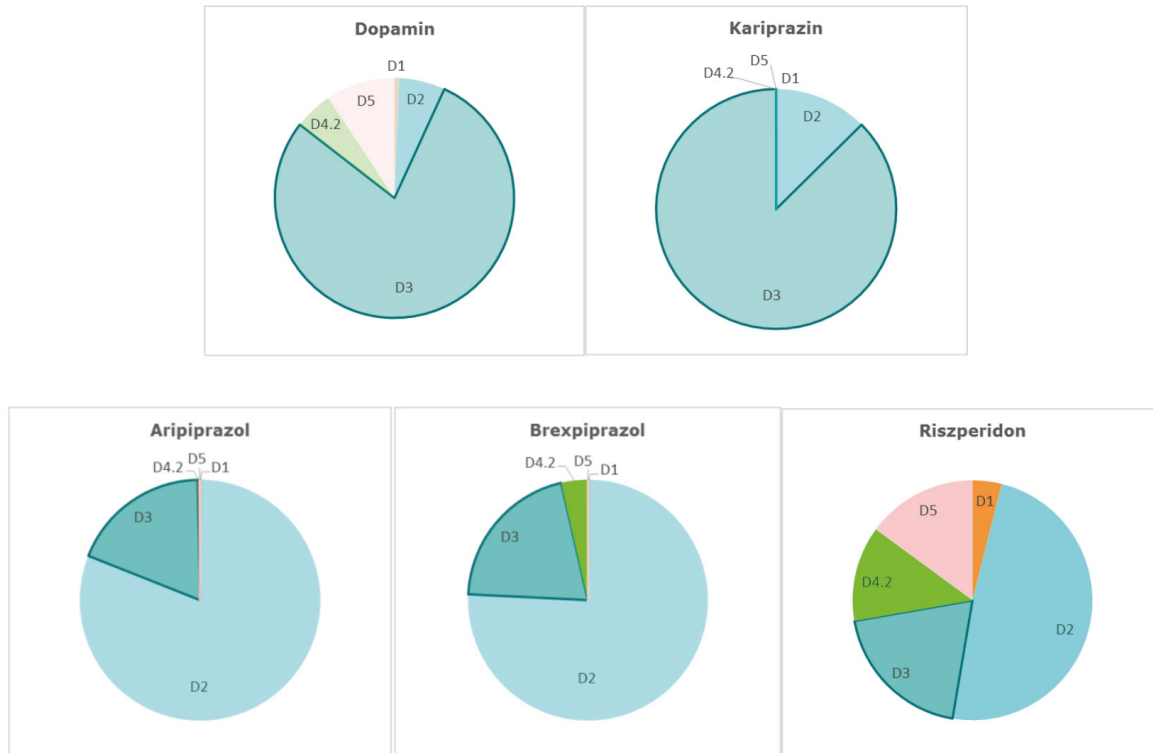 Dopamin
D1
D2
D5
D4.2
D3
Kariprazin
D5
D4.2
D1
D2
D3
Aripiprazol
D5
D4.2
D1
D3
D2
Brexpiprazol
D5
D4.2
D1
D3
D2
Riszperidon
D1
D5
D4.2
D2
D3